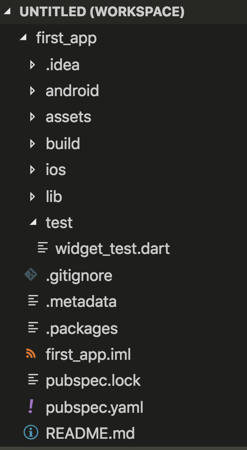 UNTITLED (WORKSPACE)
first_app
.idea
android
assets
build
ios
lib
test
widget_test.dart
.gitignore
.metadata
.packages
first_app.iml
pubspec.lock
pubspec.yaml
README.md